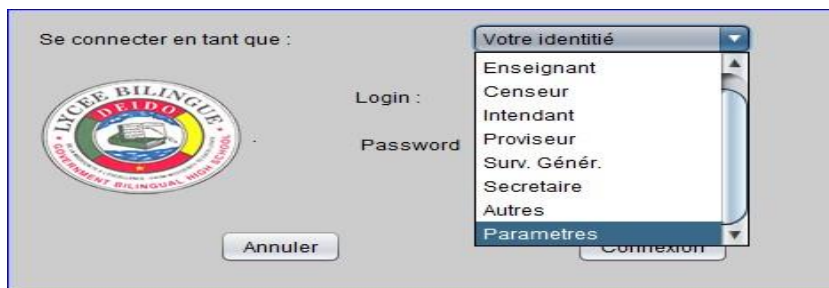 Se connecter en tant que :
Votre identitié
Enseignant
Censeur
Intendant
Proviseur
Surv. Génér.
Secretaire
Autres
Parametres
LYCEE BILINGUE
DEIDO
GOVERNMENT BILINGUAL HIGH SCHOOL
Login :
Password
Annuler
Connexion